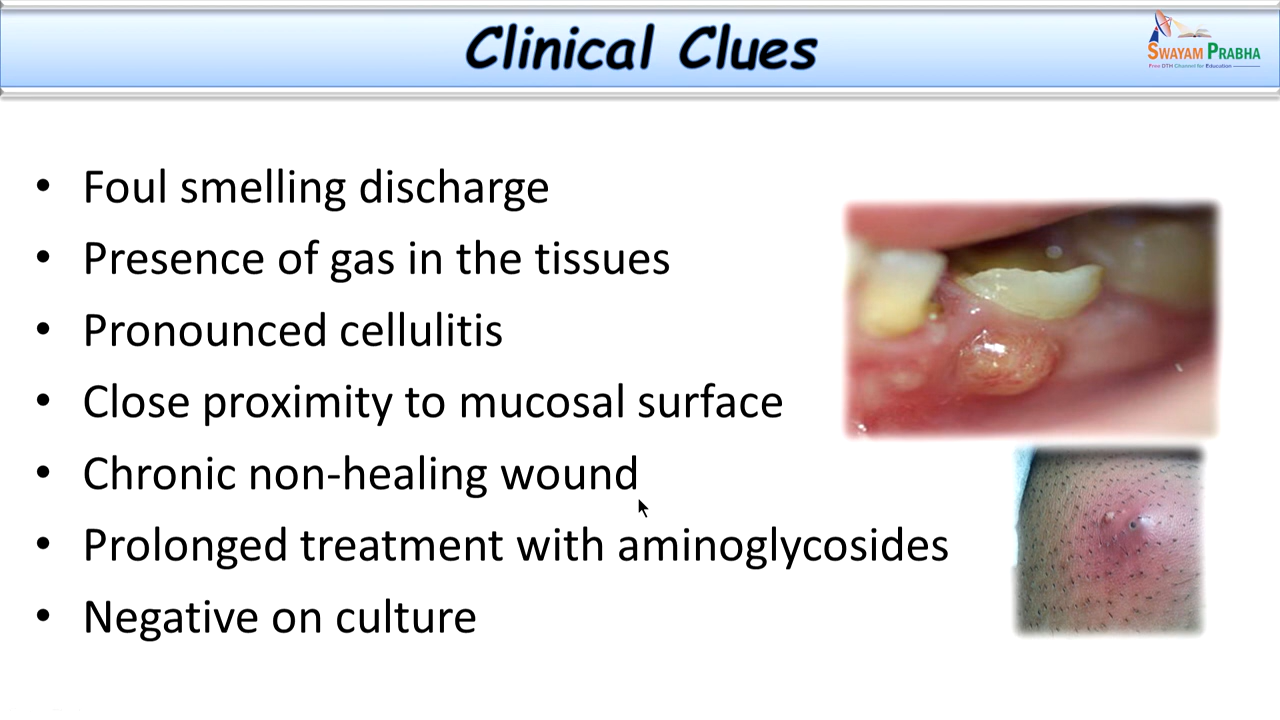 Clinical Clues
SWAYAM PRABHA
Free DTH Channel for Education
• Foul smelling discharge
• Presence of gas in the tissues
• Pronounced cellulitis
• Close proximity to mucosal surface
• Chronic non-healing wound
• Prolonged treatment with aminoglycosides
• Negative on culture